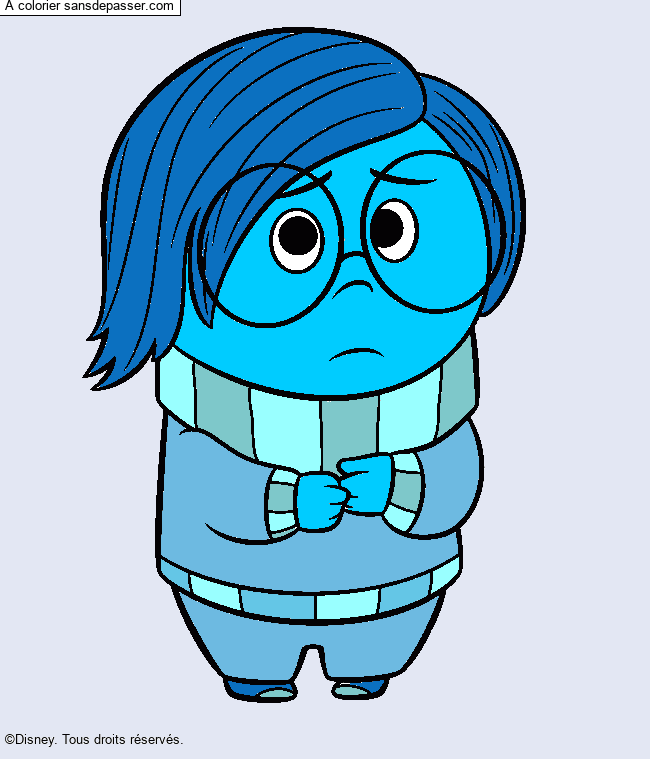 A colorier sansdepasser.com
©Disney. Tous droits réservés.